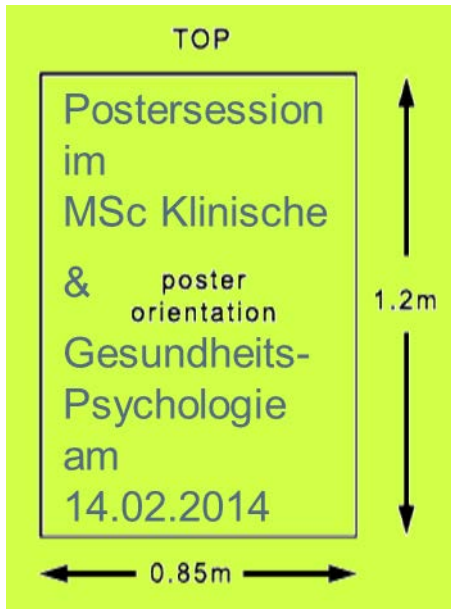 TOP
Postersession
im
MSc Klinische
&
poster
orientation
Gesundheits-
Psychologie
am
14.02.2014
1.2m
0.85m